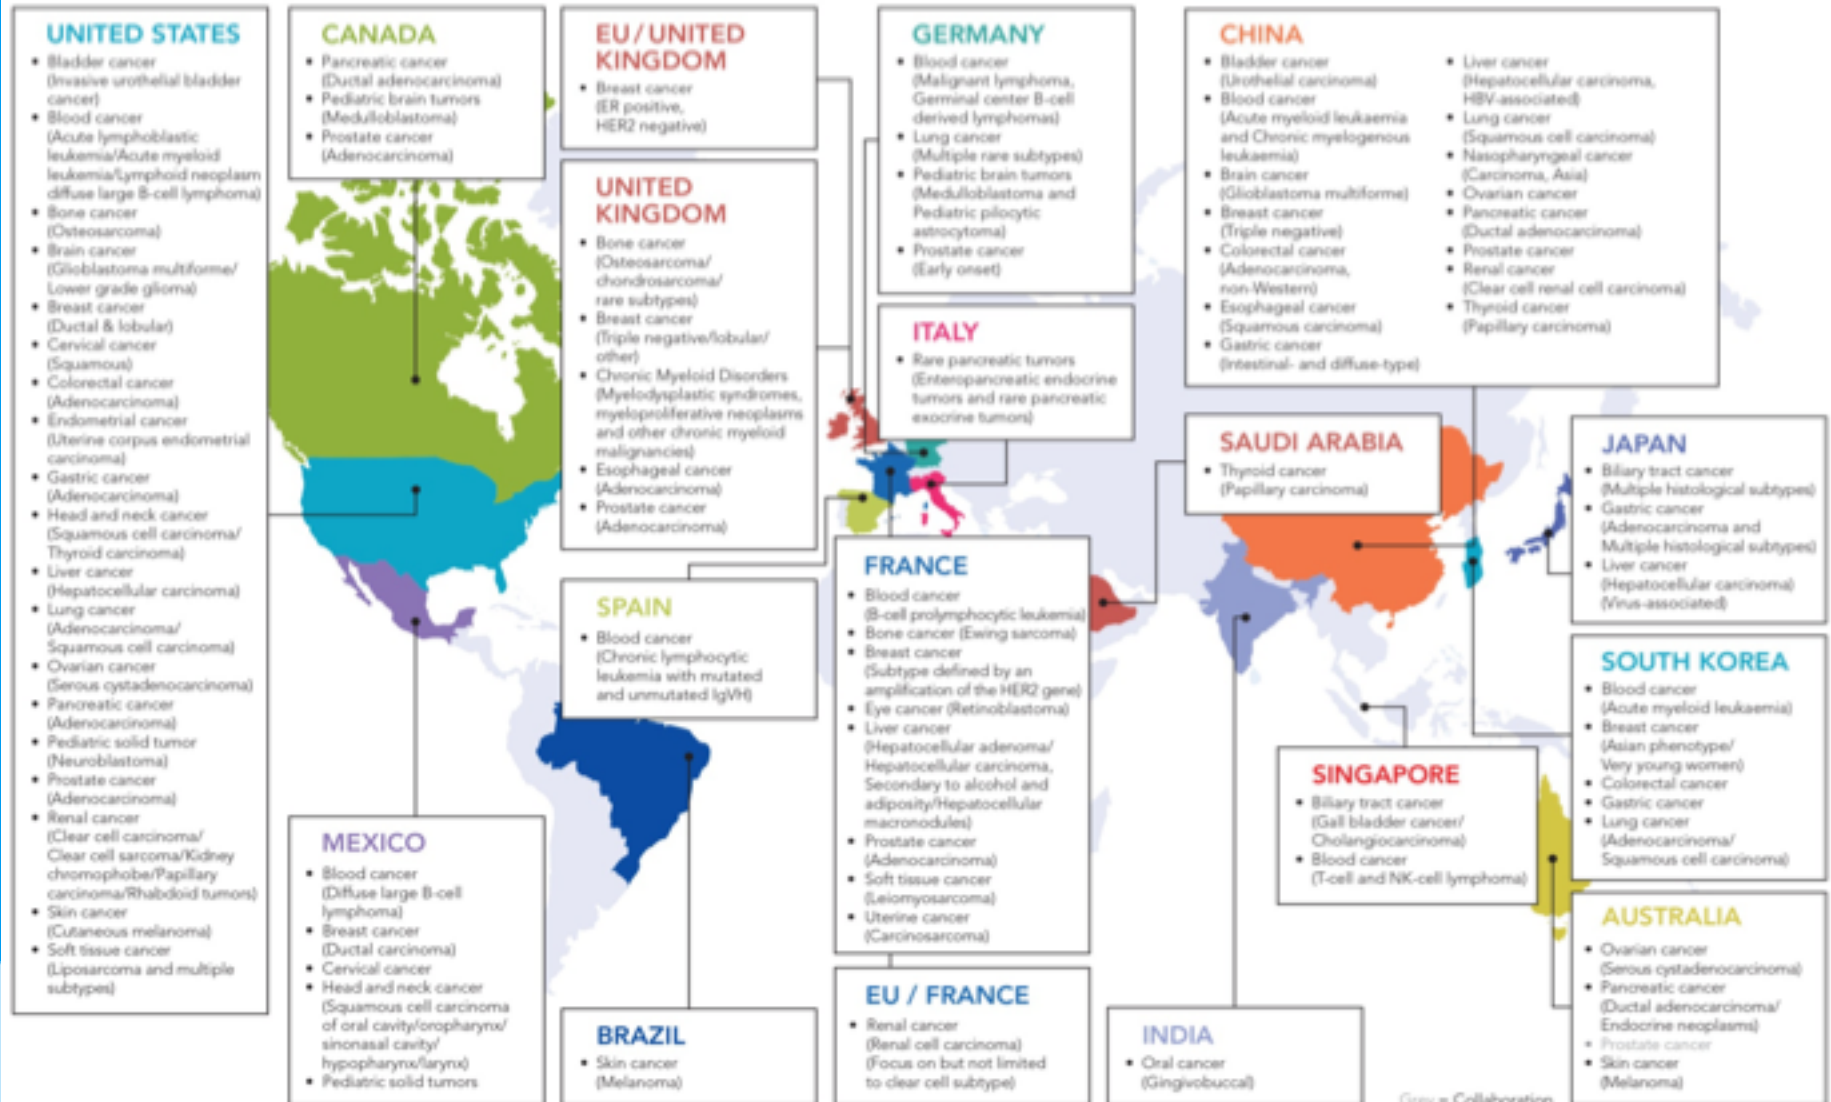 UNITED STATES
• Bladder cancer
(Invasive urothelial bladder
cancer)
• Blood cancer
(Acute lymphoblastic
leukemia/Acute myeloid
leukemia/Lymphoid neoplasm
diffuse large B-cell lymphoma)
• Bone cancer
(Osteosarcoma)
• Brain cancer
(Glioblastoma multiforme/
Lower grade glioma)
• Breast cancer
(Ductal & lobular)
• Cervical cancer
(Squamous)
• Colorectal cancer
(Adenocarcinoma)
• Endometrial cancer
(Uterine corpus endometrial
carcinoma)
• Gastric cancer
(Adenocarcinoma)
• Head and neck cancer
(Squamous cell carcinoma/
Thyroid carcinoma)
• Liver cancer
(Hepatocellular carcinoma)
• Lung cancer
(Adenocarcinoma/
Squamous cell carcinoma)
• Ovarian cancer
(Serous cystadenocarcinoma)
• Pancreatic cancer
(Adenocarcinoma)
• Pediatric solid tumor
(Neuroblastoma)
• Prostate cancer
(Adenocarcinoma)
• Renal cancer
(Clear cell carcinoma/
Clear cell sarcoma/Kidney
chromophobe/Papillary
carcinoma/Rhabdoid tumors)
• Skin cancer
(Cutaneous melanoma)
• Soft tissue cancer
(Liposarcoma and multiple
subtypes)
CANADA
• Pancreatic cancer
(Ductal adenocarcinoma)
• Pediatric brain tumors
(Medulloblastoma)
• Prostate cancer
(Adenocarcinoma)
MEXICO
• Blood cancer
(Diffuse large B-cell
lymphoma)
• Breast cancer
(Ductal carcinoma)
• Cervical cancer
• Head and neck cancer
(Squamous cell carcinoma
of oral cavity/oropharynx/
sinonasal cavity/
hypopharynx/larynx)
• Pediatric solid tumors
EU / UNITED
KINGDOM
• Breast cancer
(ER positive,
HER2 negative)
UNITED
KINGDOM
• Bone cancer
(Osteosarcoma/
chondrosarcoma/
rare subtypes)
• Breast cancer
(Triple negative/lobular/
other)
• Chronic Myeloid Disorders
(Myelodysplastic syndromes,
myeloproliferative neoplasms
and other chronic myeloid
malignancies)
• Esophageal cancer
(Adenocarcinoma)
• Prostate cancer
(Adenocarcinoma)
SPAIN
• Blood cancer
(Chronic lymphocytic
leukemia with mutated
and unmutated IgVH)
BRAZIL
• Skin cancer
(Melanoma)
GERMANY
• Blood cancer
(Malignant lymphoma,
Germinal center B-cell
derived lymphomas)
• Lung cancer
(Multiple rare subtypes)
• Pediatric brain tumors
(Medulloblastoma and
Pediatric pilocytic
astrocytoma)
• Prostate cancer
(Early onset)
ITALY
• Rare pancreatic tumors
(Enteropancreatic endocrine
tumors and rare pancreatic
exocrine tumors)
FRANCE
• Blood cancer
(B-cell prolymphocytic leukemia)
• Bone cancer (Ewing sarcoma)
• Breast cancer
(Subtype defined by an
amplification of the HER2 gene)
• Eye cancer (Retinoblastoma)
• Liver cancer
(Hepatocellular adenoma/
Hepatocellular carcinoma,
Secondary to alcohol and
adiposity/Hepatocellular
macronodules)
• Prostate cancer
(Adenocarcinoma)
• Soft tissue cancer
(Leiomyosarcoma)
• Uterine cancer
(Carcinosarcoma)
EU / FRANCE
• Renal cancer
(Renal cell carcinoma)
(Focus on but not limited
to clear cell subtype)
CHINA
• Bladder cancer
(Urothelial carcinoma)
• Blood cancer
(Acute myeloid leukaemia
and Chronic myelogenous
leukaemia)
• Brain cancer
(Glioblastoma multiforme)
• Breast cancer
(Triple negative)
• Colorectal cancer
(Adenocarcinoma,
non-Western)
• Esophageal cancer
(Squamous carcinoma)
• Gastric cancer
(Intestinal- and diffuse-type)
• Liver cancer
(Hepatocellular carcinoma,
HBV-associated)
• Lung cancer
(Squamous cell carcinoma)
• Nasopharyngeal cancer
(Carcinoma, Asia)
• Ovarian cancer
• Pancreatic cancer
(Ductal adenocarcinoma)
• Prostate cancer
• Renal cancer
(Clear cell renal cell carcinoma)
• Thyroid cancer
(Papillary carcinoma)
SAUDI ARABIA
• Thyroid cancer
(Papillary carcinoma)
JAPAN
• Biliary tract cancer
(Multiple histological subtypes)
• Gastric cancer
(Adenocarcinoma and
Multiple histological subtypes)
• Liver cancer
(Hepatocellular carcinoma)
(Virus-associated)
SOUTH KOREA
• Blood cancer
(Acute myeloid leukaemia)
• Breast cancer
(Asian phenotype/
Very young women)
• Colorectal cancer
• Gastric cancer
• Lung cancer
(Adenocarcinoma/
Squamous cell carcinoma)
SINGAPORE
• Biliary tract cancer
(Gall bladder cancer/
Cholangiocarcinoma)
• Blood cancer
(T-cell and NK-cell lymphoma)
INDIA
• Oral cancer
(Gingivobuccal)
AUSTRALIA
• Ovarian cancer
(Serous cystadenocarcinoma)
• Pancreatic cancer
(Ductal adenocarcinoma/
Endocrine neoplasms)
• Prostate cancer
• Skin cancer
(Melanoma)
Grey = Collaboration